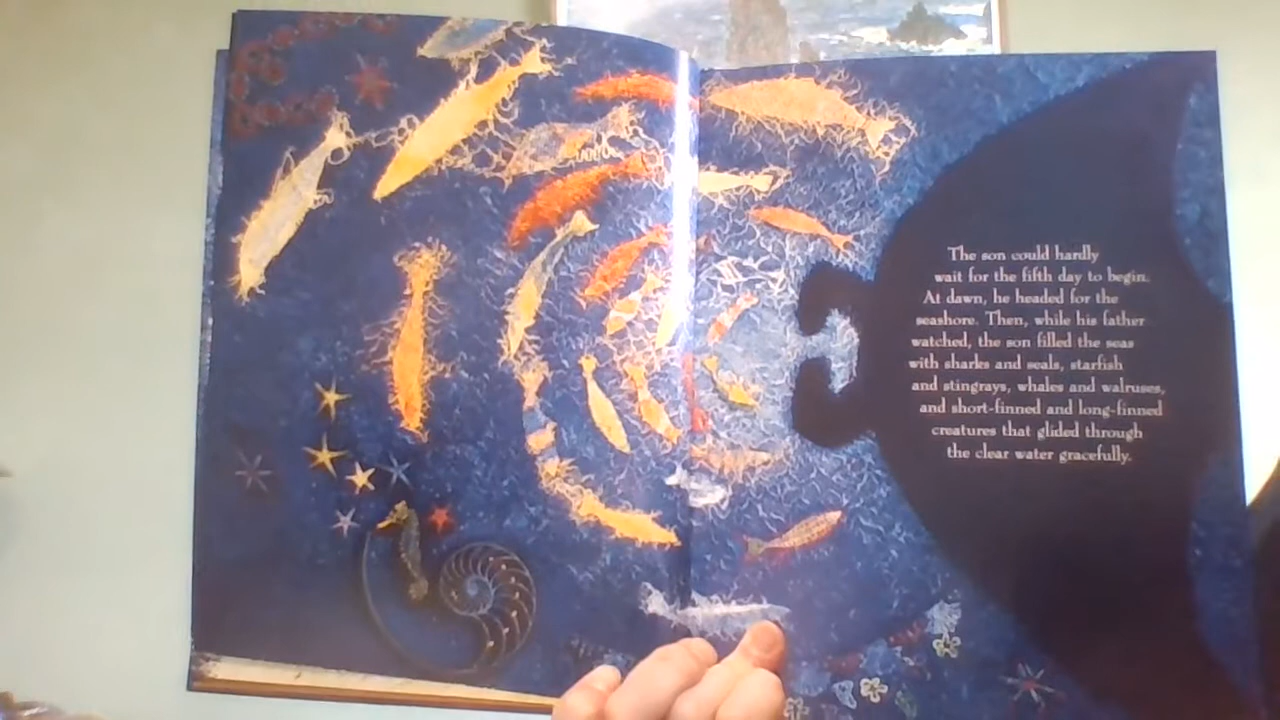 The son could hardly
wait for the fifth day to begin.
At dawn, he headed for the
seashore. Then, while his father
watched, the son filled the seas
with sharks and seals, starfish
and stingrays, whales and walruses,
and short-finned and long-finned
creatures that glided through
the clear water gracefully.